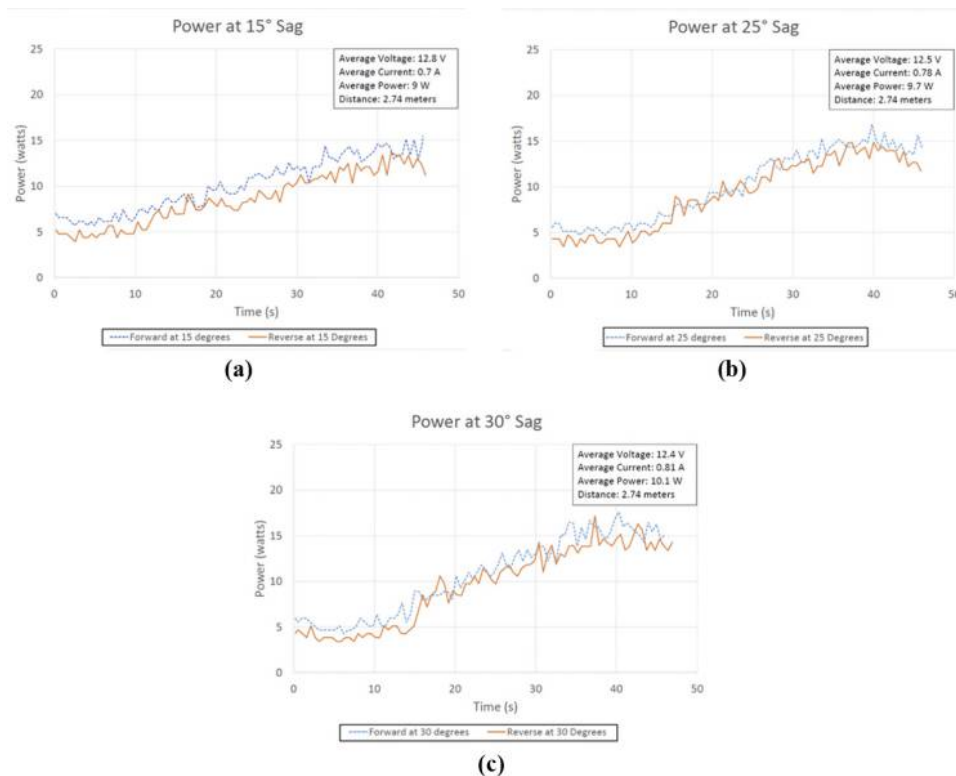 Power at 15° Sag
Average Voltage: 12.8 V
Average Current: 0.7 A
Average Power: 9 W
Distance: 2.74 meters
25
20
15
10
5
0
Power (watts)
0 10 20 30 40 50
Time (s)
Forward at 15 degrees Reverse at 15 Degrees
(a)
Power at 25° Sag
Average Voltage: 12.5 V
Average Current: 0.78 A
Average Power: 9.7 W
Distance: 2.74 meters
25
20
15
10
5
0
Power (watts)
0 10 20 30 40 50
Time (s)
Forward at 25 degrees Reverse at 25 Degrees
(b)
Power at 30° Sag
Average Voltage: 12.4 V
Average Current: 0.81 A
Average Power: 10.1 W
Distance: 2.74 meters
25
20
15
10
5
0
Power (watts)
0 10 20 30 40 50
Time (s)
Forward at 30 degrees Reverse at 30 Degrees
(c)